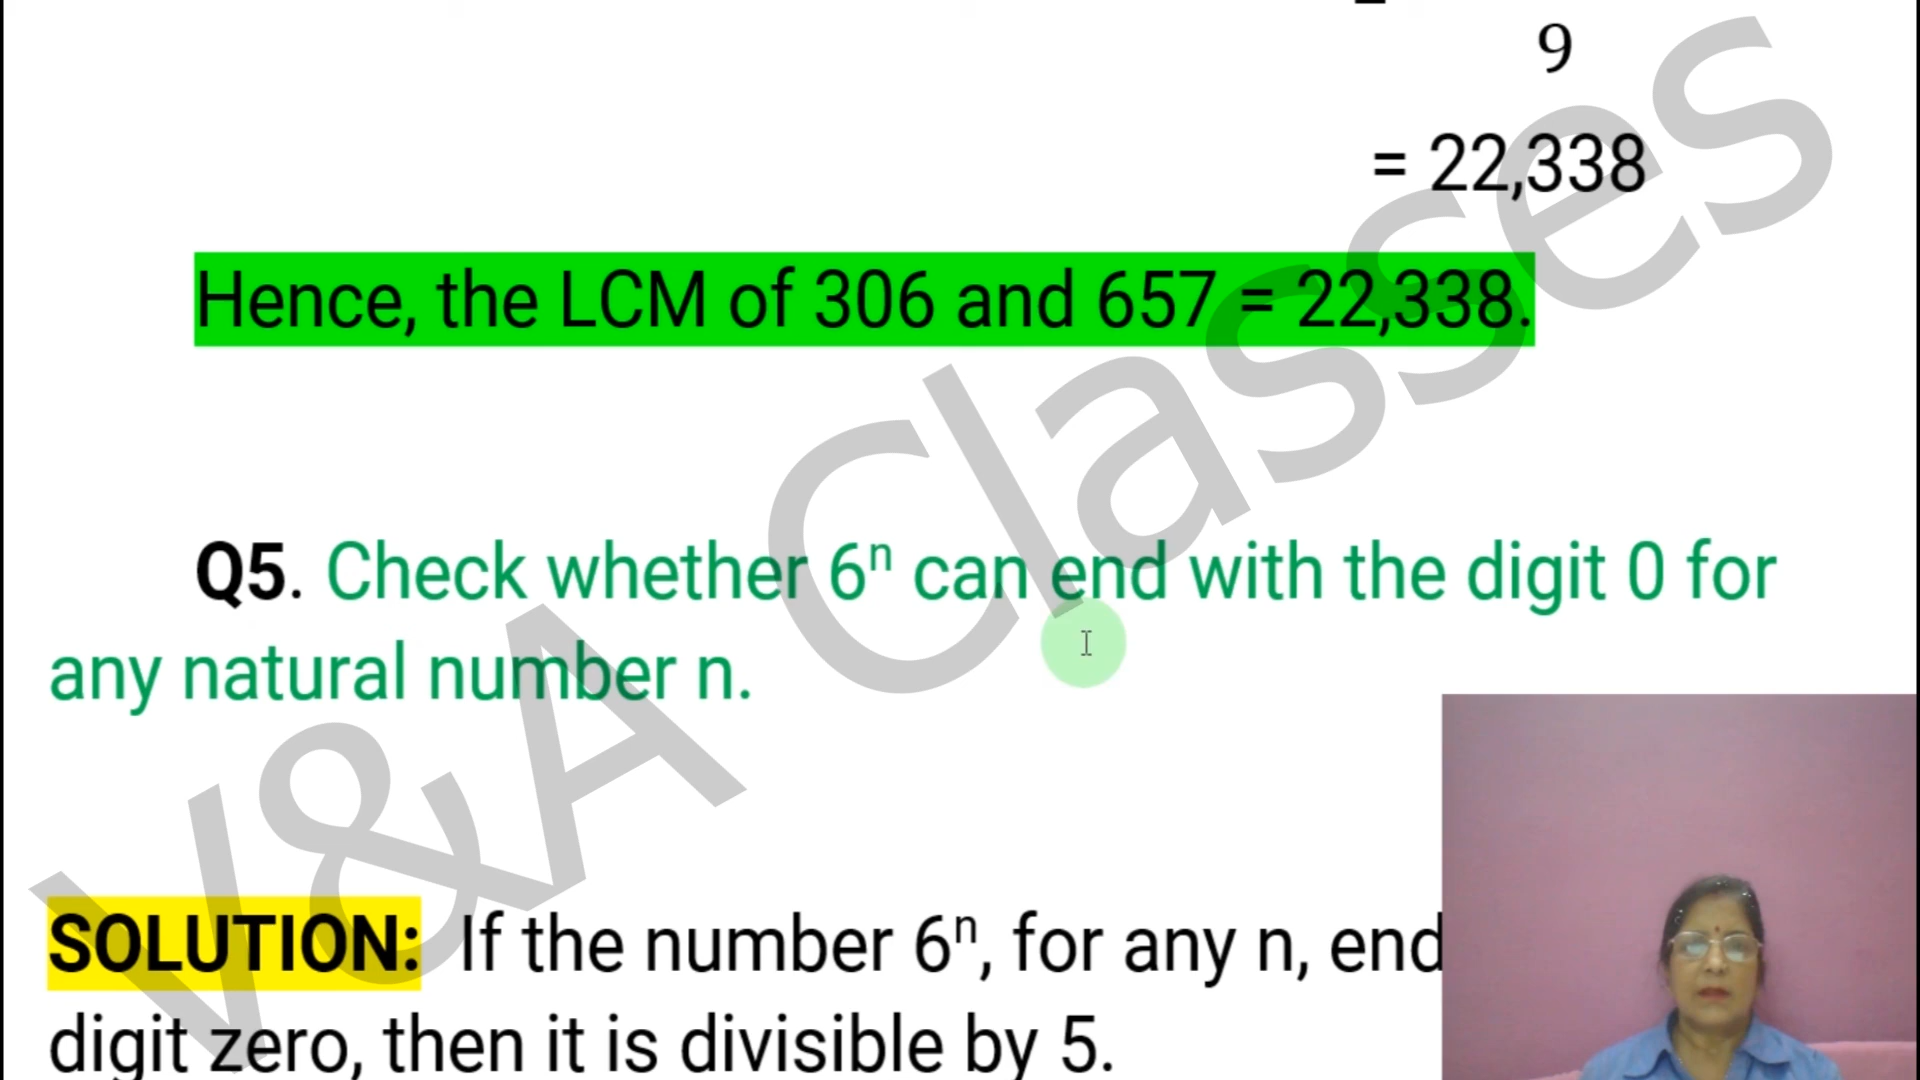 9
= 22,338
Hence, the LCM of 306 and 657 = 22,338.
Q5. Check whether 6ⁿ can end with the digit 0 for
any natural number n.
SOLUTION: If the number 6ⁿ, for any n, end
digit zero, then it is divisible by 5.
V&A Classes